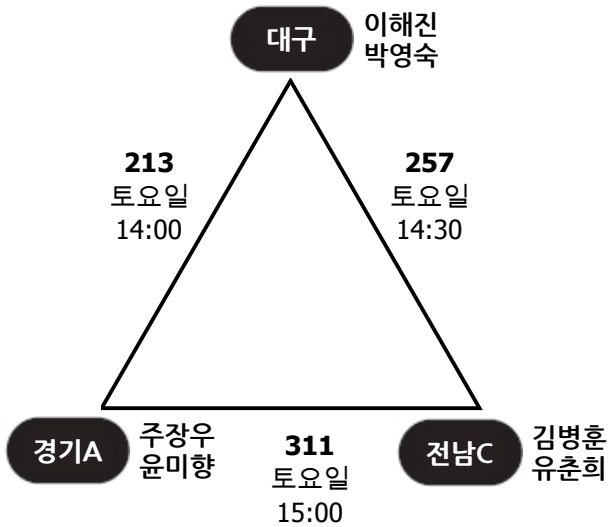 대구
이해진
박영숙
213
토요일
14:00
257
토요일
14:30
경기A
주장우
윤미향
311
토요일
15:00
전남C
김병훈
유춘희